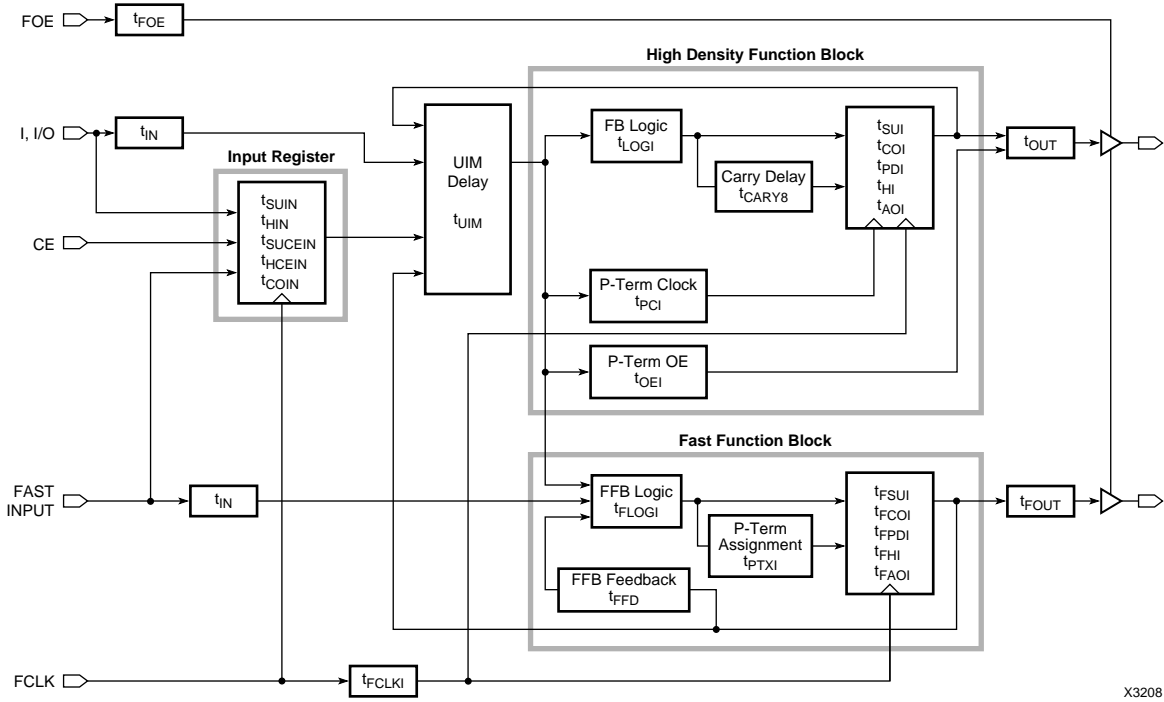 FOE
tFOE
High Density Function Block
I, I/O
tIN
Input Register
tSUIN
tHIN
tSUCEIN
tHCEIN
tCOIN
CE
UIM
Delay
tUIM
FB Logic
tLOGI
Carry Delay
tCARY8
tSUI
tCOI
tPDI
tHI
tAOI
tOUT
P-Term Clock
tPCI
P-Term OE
tOEI
Fast Function Block
FAST
INPUT
tIN
FFB Logic
tFLOGI
P-Term
Assignment
tPTXI
FFB Feedback
tFFD
tFSUI
tFCOI
tFPDI
tFHI
tFAOI
tFOUT
FCLK
tFCLKI
X3208